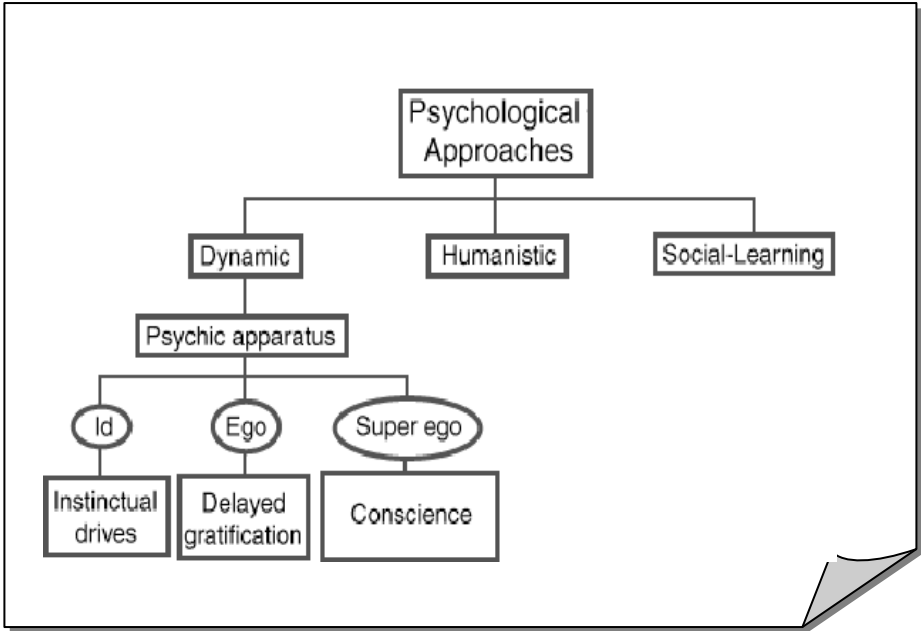 Psychological
Approaches
Dynamic
Humanistic
Social-Learning
Psychic apparatus
Id
Ego
Super ego
Instinctual
drives
Delayed
gratification
Conscience